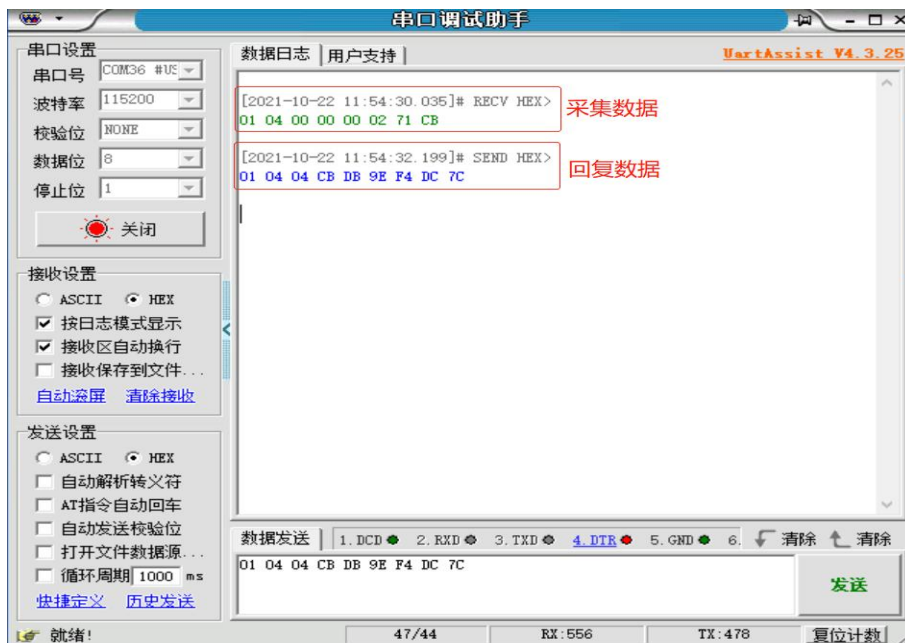 串口调试助手
串口设置
串口号 COM36 #US
波特率 115200
校验位 NONE
数据位 8
停止位 1
关闭
接收设置
ASCII HEX
按日志模式显示
接收区自动换行
接收保存到文件...
自动滚屏 清除接收
发送设置
ASCII HEX
自动解析转义符
AT指令自动回车
自动发送校验位
打开文件数据源...
循环周期 1000 ms
快捷定义 历史发送
数据日志 用户支持 UartAssist V4.3.25
[2021-10-22 11:54:30.035]# RECV HEX>
01 04 00 00 00 02 71 CB
采集数据
[2021-10-22 11:54:32.199]# SEND HEX>
01 04 04 CB DB 9E F4 DC 7C
回复数据
数据发送 1.DCD 2.RXD 3.TXD 4.DTR 5.GND 6. 清除 清除
01 04 04 CB DB 9E F4 DC 7C
发送
就绪! 47/44 RX:556 TX:478 复位计数